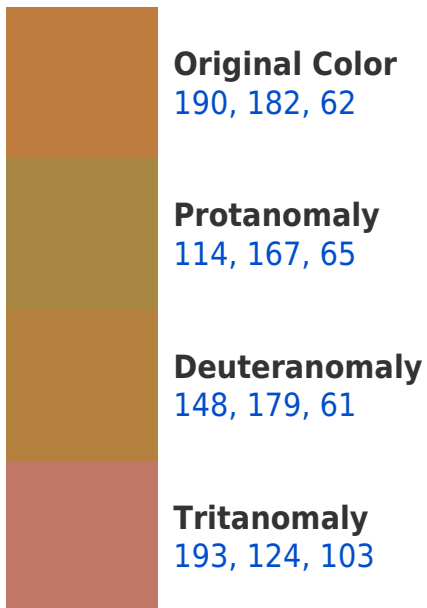 Original Color
190, 182, 62
Protanomaly
114, 167, 65
Deuteranomaly
148, 179, 61
Tritanomaly
193, 124, 103